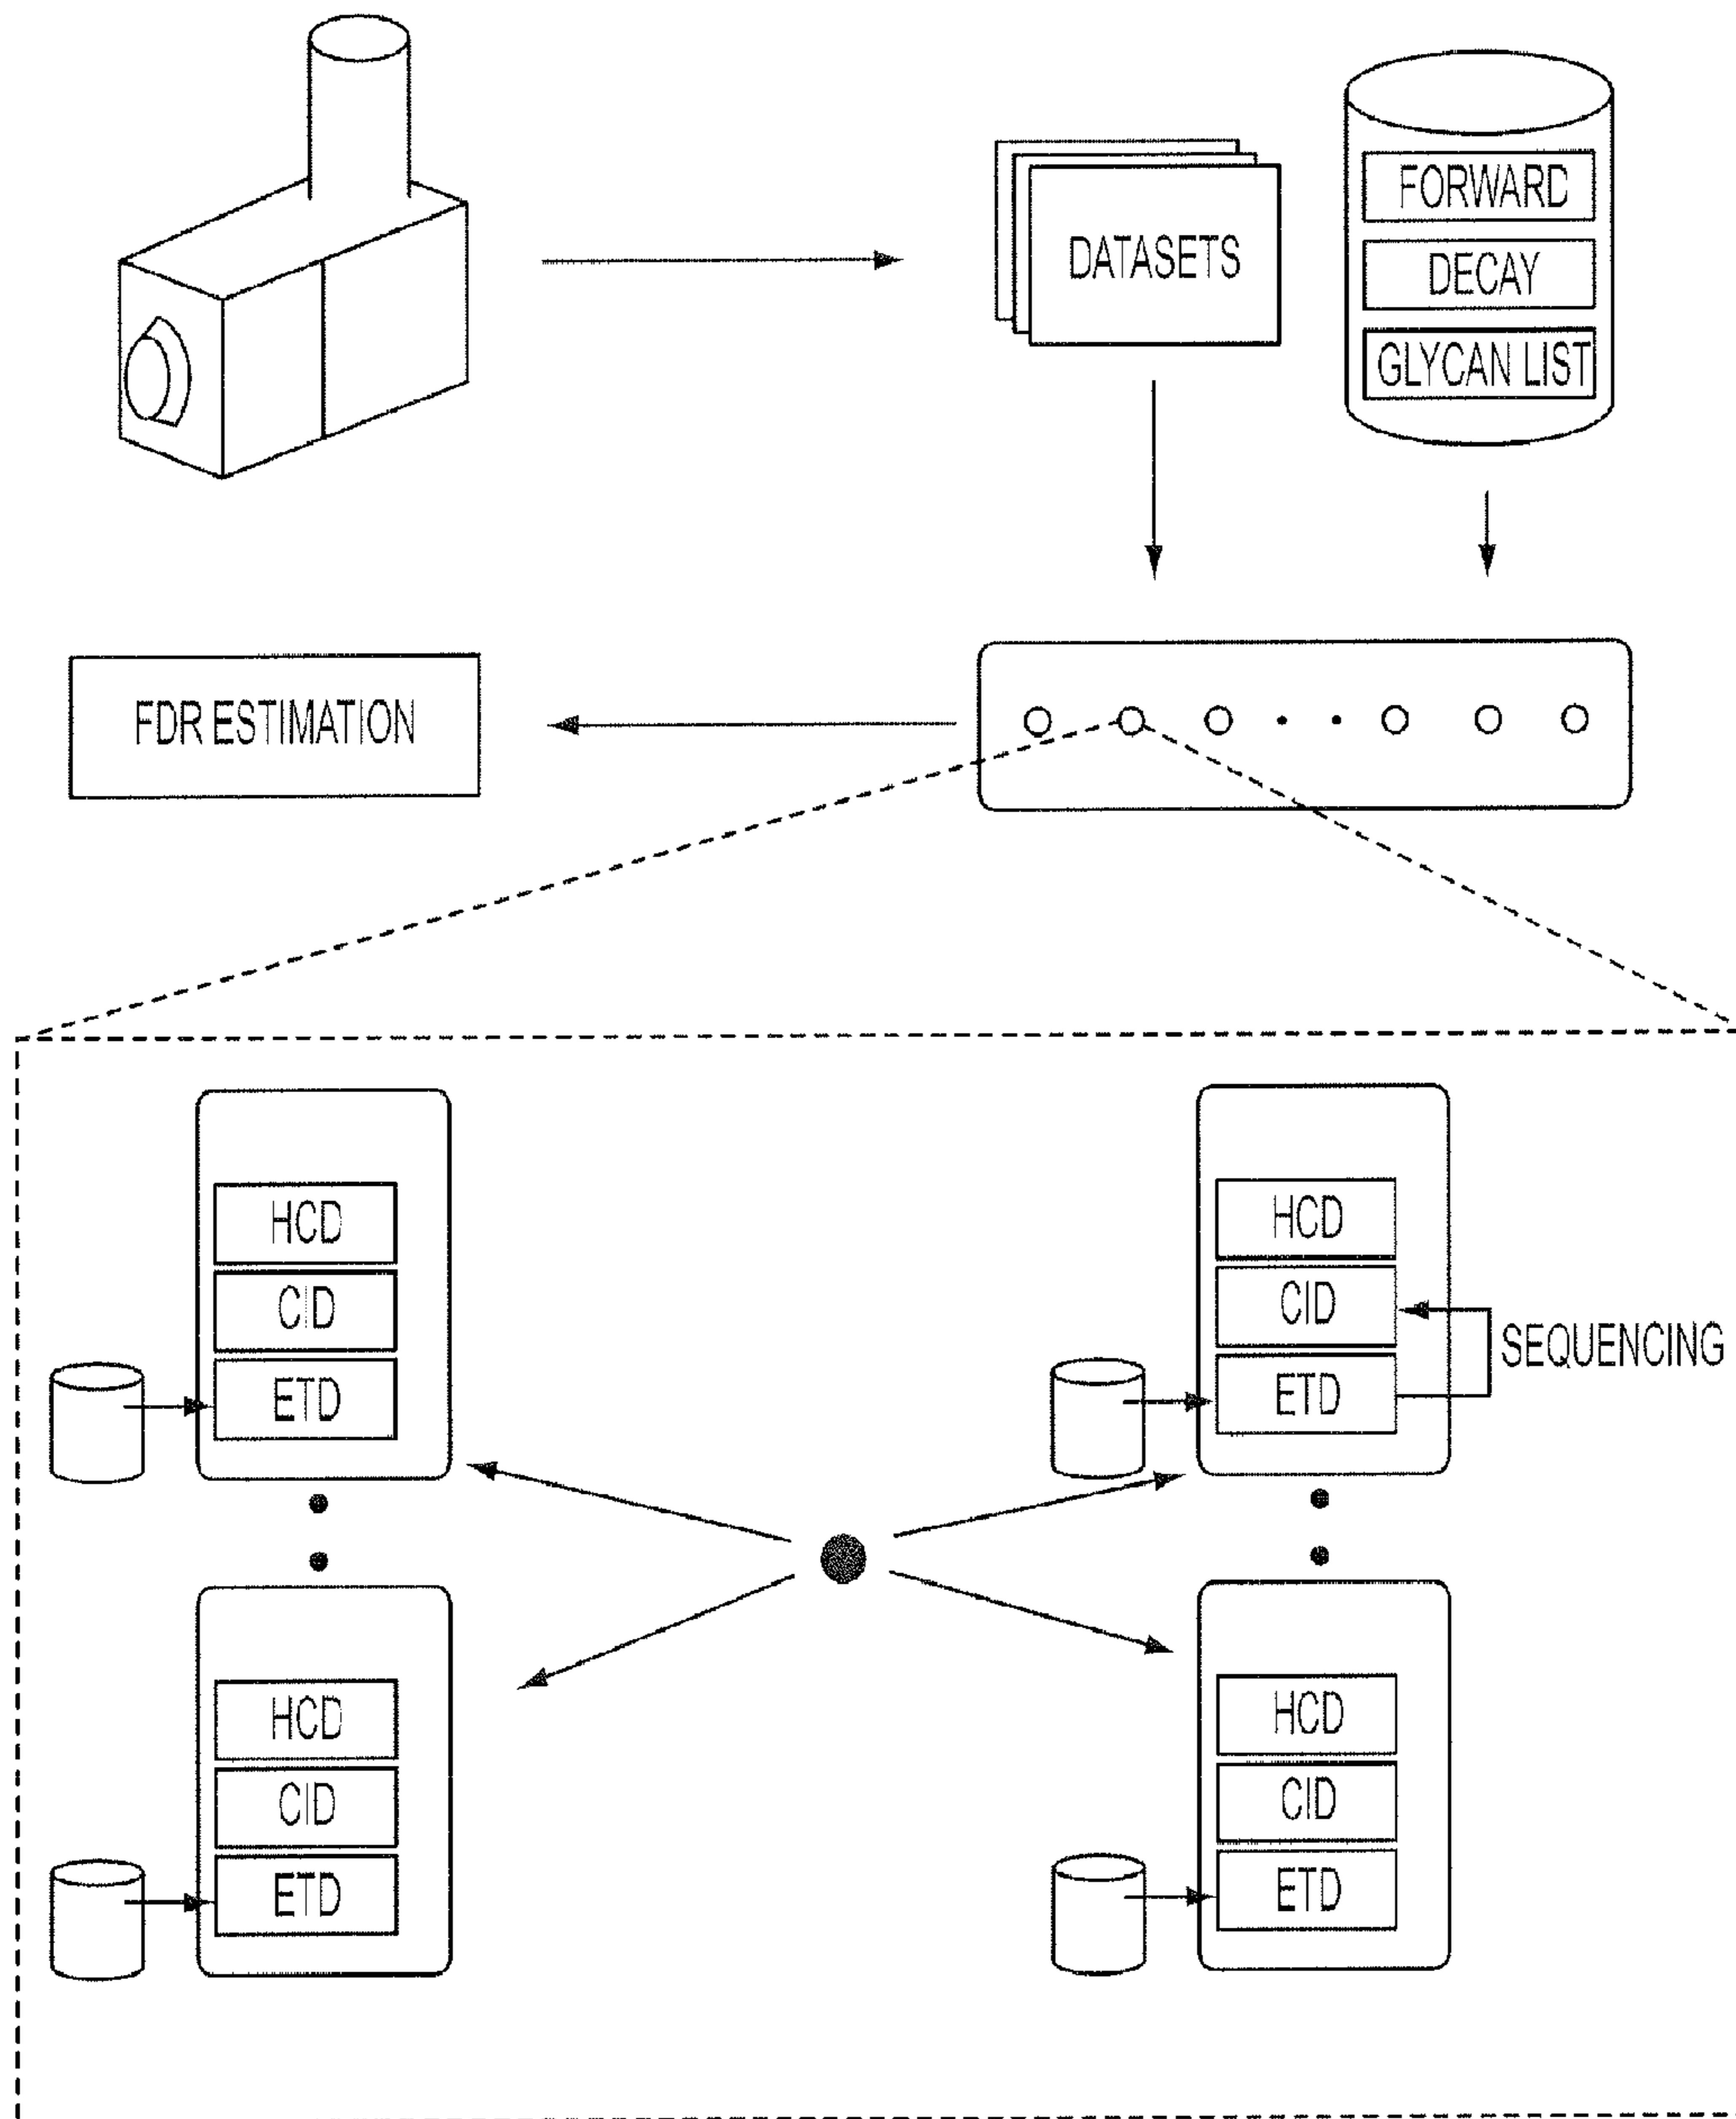 FORWARD
DATASETS
DECAY
GLYCAN LIST
FDR ESTIMATION
HCD
CID
ETD
HCD
CID
SEQUENCING
ETD
HCD
CID
ETD
HCD
CID
ETD